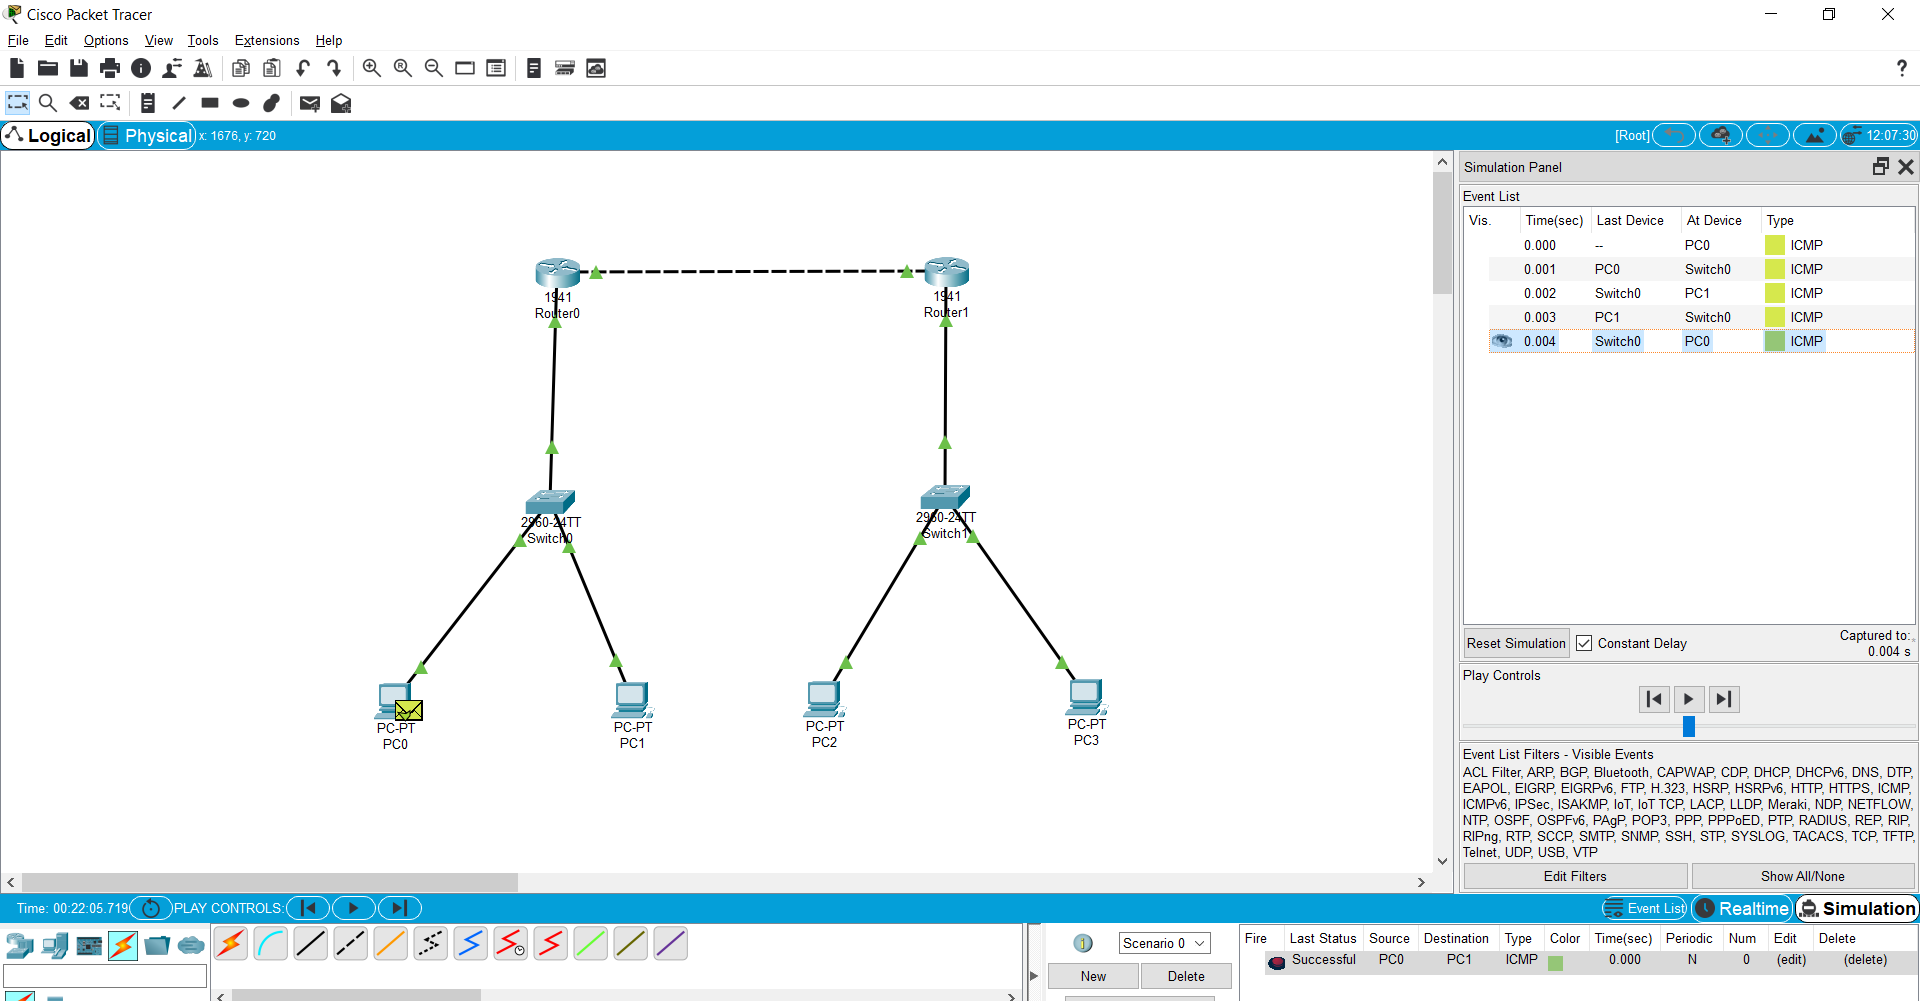 Cisco Packet Tracer
File Edit Options View Tools Extensions Help
Logical Physical x: 1676, y: 720 [Root] 12:07:30
1941
Router0
1941
Router1
2960-24TT
Switch0
2960-24TT
Switch1
PC-PT
PC0
PC-PT
PC1
PC-PT
PC2
PC-PT
PC3
Simulation Panel
Event List
Vis. Time(sec) Last Device At Device Type
0.000 -- PC0 ICMP
0.001 PC0 Switch0 ICMP
0.002 Switch0 PC1 ICMP
0.003 PC1 Switch0 ICMP
0.004 Switch0 PC0 ICMP
Reset Simulation Constant Delay Captured to:
0.004 s
Play Controls
Event List Filters - Visible Events
ACL Filter, ARP, BGP, Bluetooth, CAPWAP, CDP, DHCP, DHCPv6, DNS, DTP,
EAPOL, EIGRP, EIGRPv6, FTP, H.323, HSRP, HSRPv6, HTTP, HTTPS, ICMP,
ICMPv6, IPSec, ISAKMP, IoT, IoT TCP, LACP, LLDP, Meraki, NDP, NETFLOW,
NTP, OSPF, OSPFv6, PAgP, POP3, PPP, PPPoED, PTP, RADIUS, REP, RIP,
RIPng, RTP, SCCP, SMTP, SNMP, SSH, STP, SYSLOG, TACACS, TCP, TFTP,
Telnet, UDP, USB, VTP
Edit Filters Show All/None
Time: 00:22:05.719 PLAY CONTROLS: Event List Realtime Simulation
1 Scenario 0
New Delete
Fire Last Status Source Destination Type Color Time(sec) Periodic Num Edit Delete
Successful PC0 PC1 ICMP 0.000 N 0 (edit) (delete)